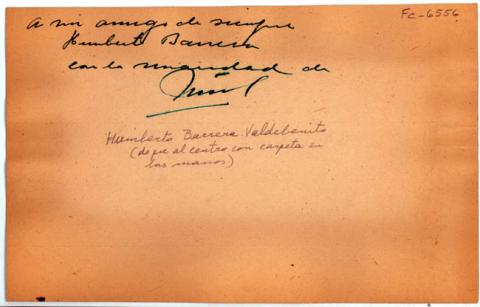 Fc-6556
A mi amigo de siempre
Humberto Barrera
con la                de
Humberto Barrera Valdebenito
(de pie al centro con carpeta en
las manos)